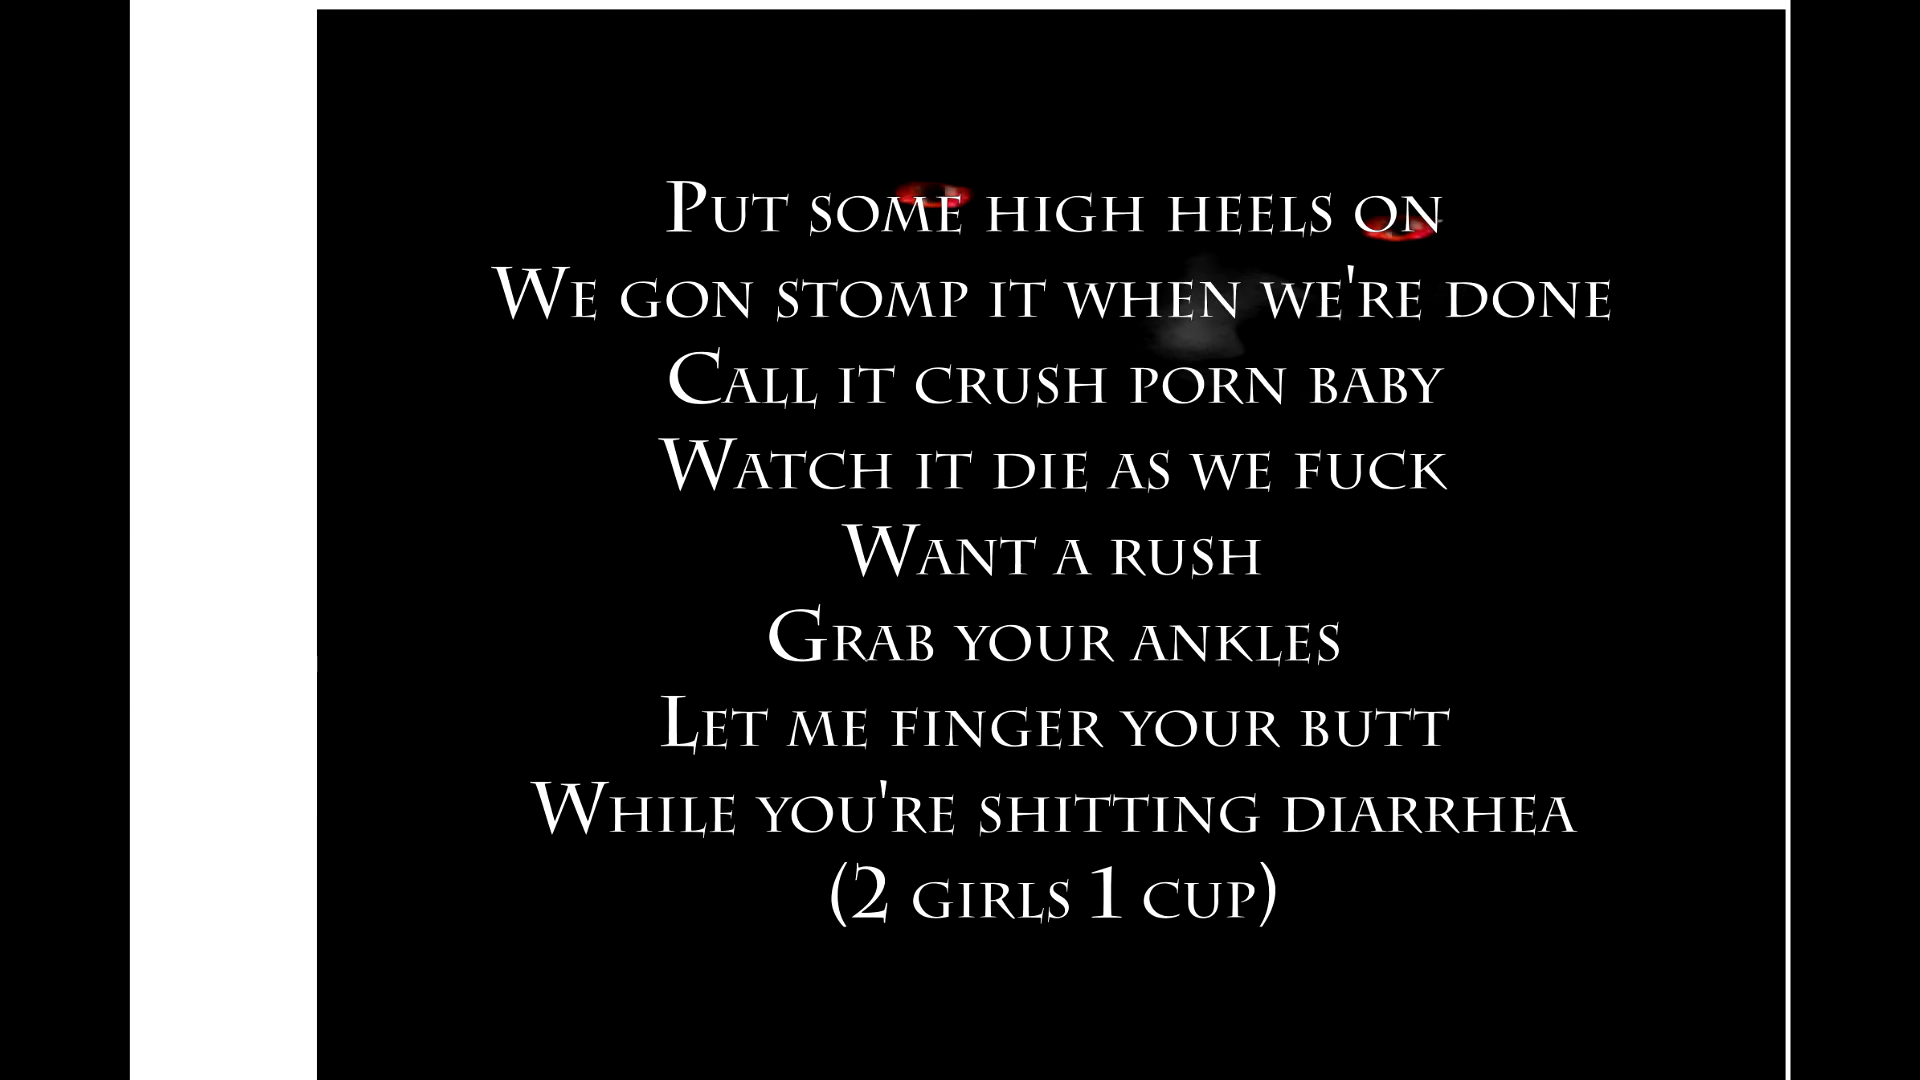 Put some high heels on
We gon stomp it when we're done
Call it crush porn baby
Watch it die as we fuck
Want a rush
Grab your ankles
Let me finger your butt
While you're shitting diarrhea
(2 girls 1 cup)